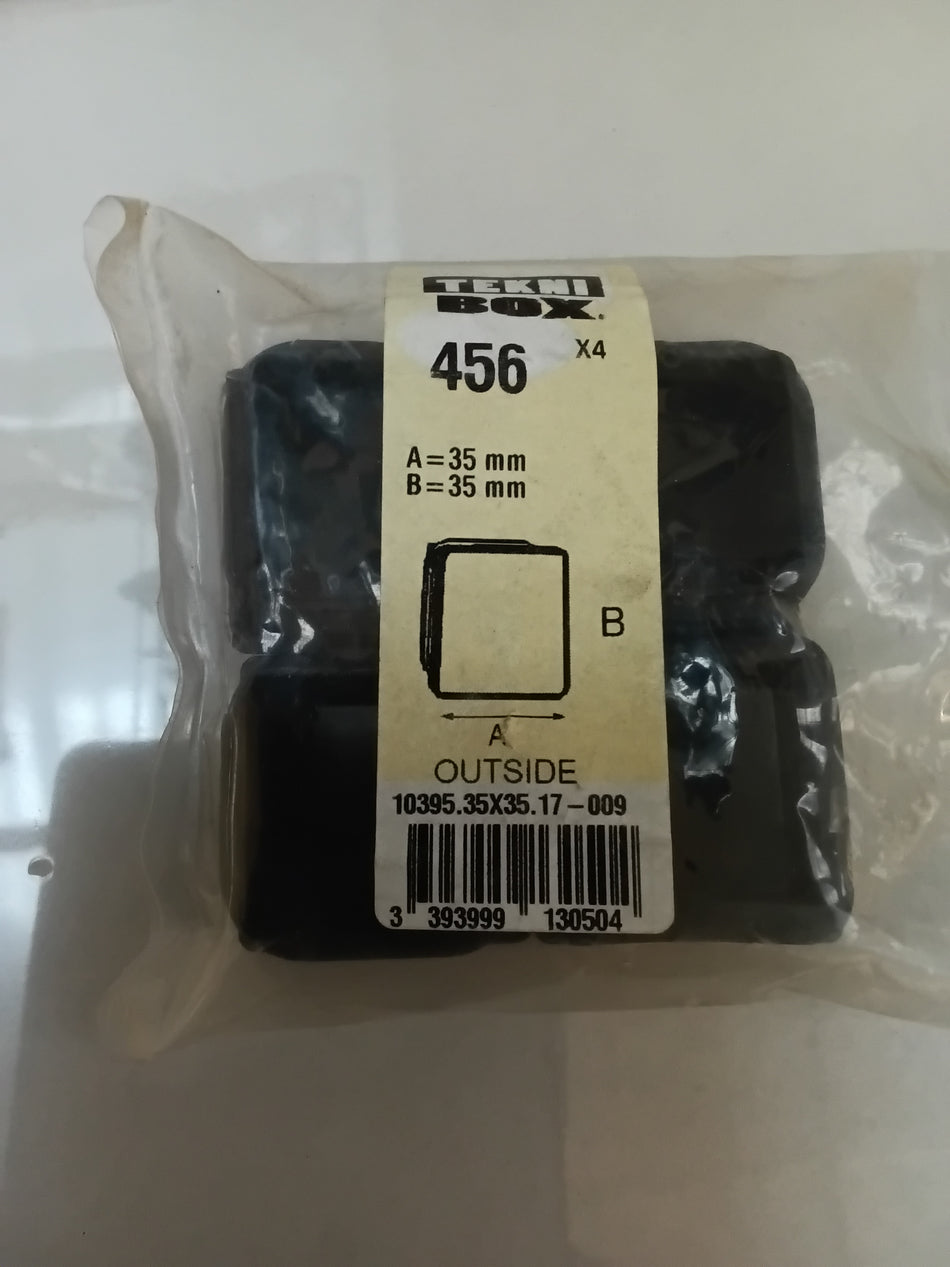 TEKNI
BOX.
456 X4
A=35 mm
B=35 mm
B
A
OUTSIDE
10395.35X35.17-009
3 393999 130504